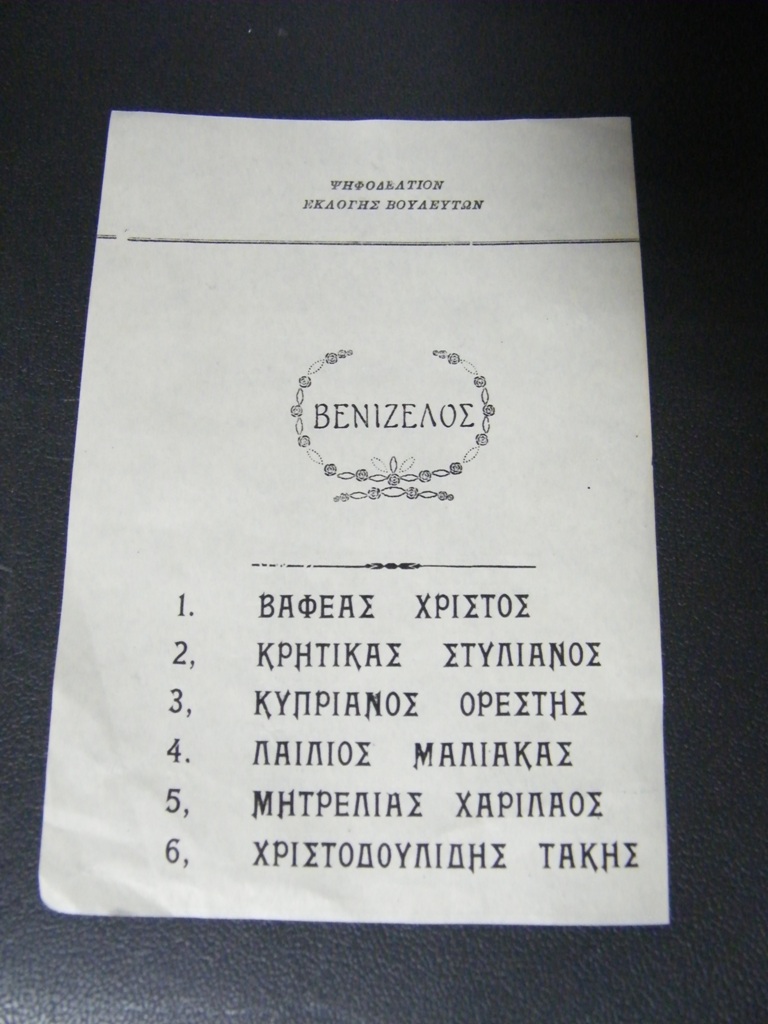 ΨΗΦΟΔΕΛΤΙΟΝ
ΕΚΛΟΓΗΣ ΒΟΥΛΕΥΤΩΝ
ΒΕΝΙΖΕΛΟΣ
1. ΒΑΦΕΑΣ ΧΡΙΣΤΟΣ
2, ΚΡΗΤΙΚΑΣ ΣΤΥΛΙΑΝΟΣ
3, ΚΥΠΡΙΑΝΟΣ ΟΡΕΣΤΗΣ
4. ΛΑΙΛΙΟΣ ΜΑΛΙΑΚΑΣ
5, ΜΗΤΡΕΛΙΑΣ ΧΑΡΙΛΑΟΣ
6, ΧΡΙΣΤΟΔΟΥΛΙΔΗΣ ΤΑΚΗΣ